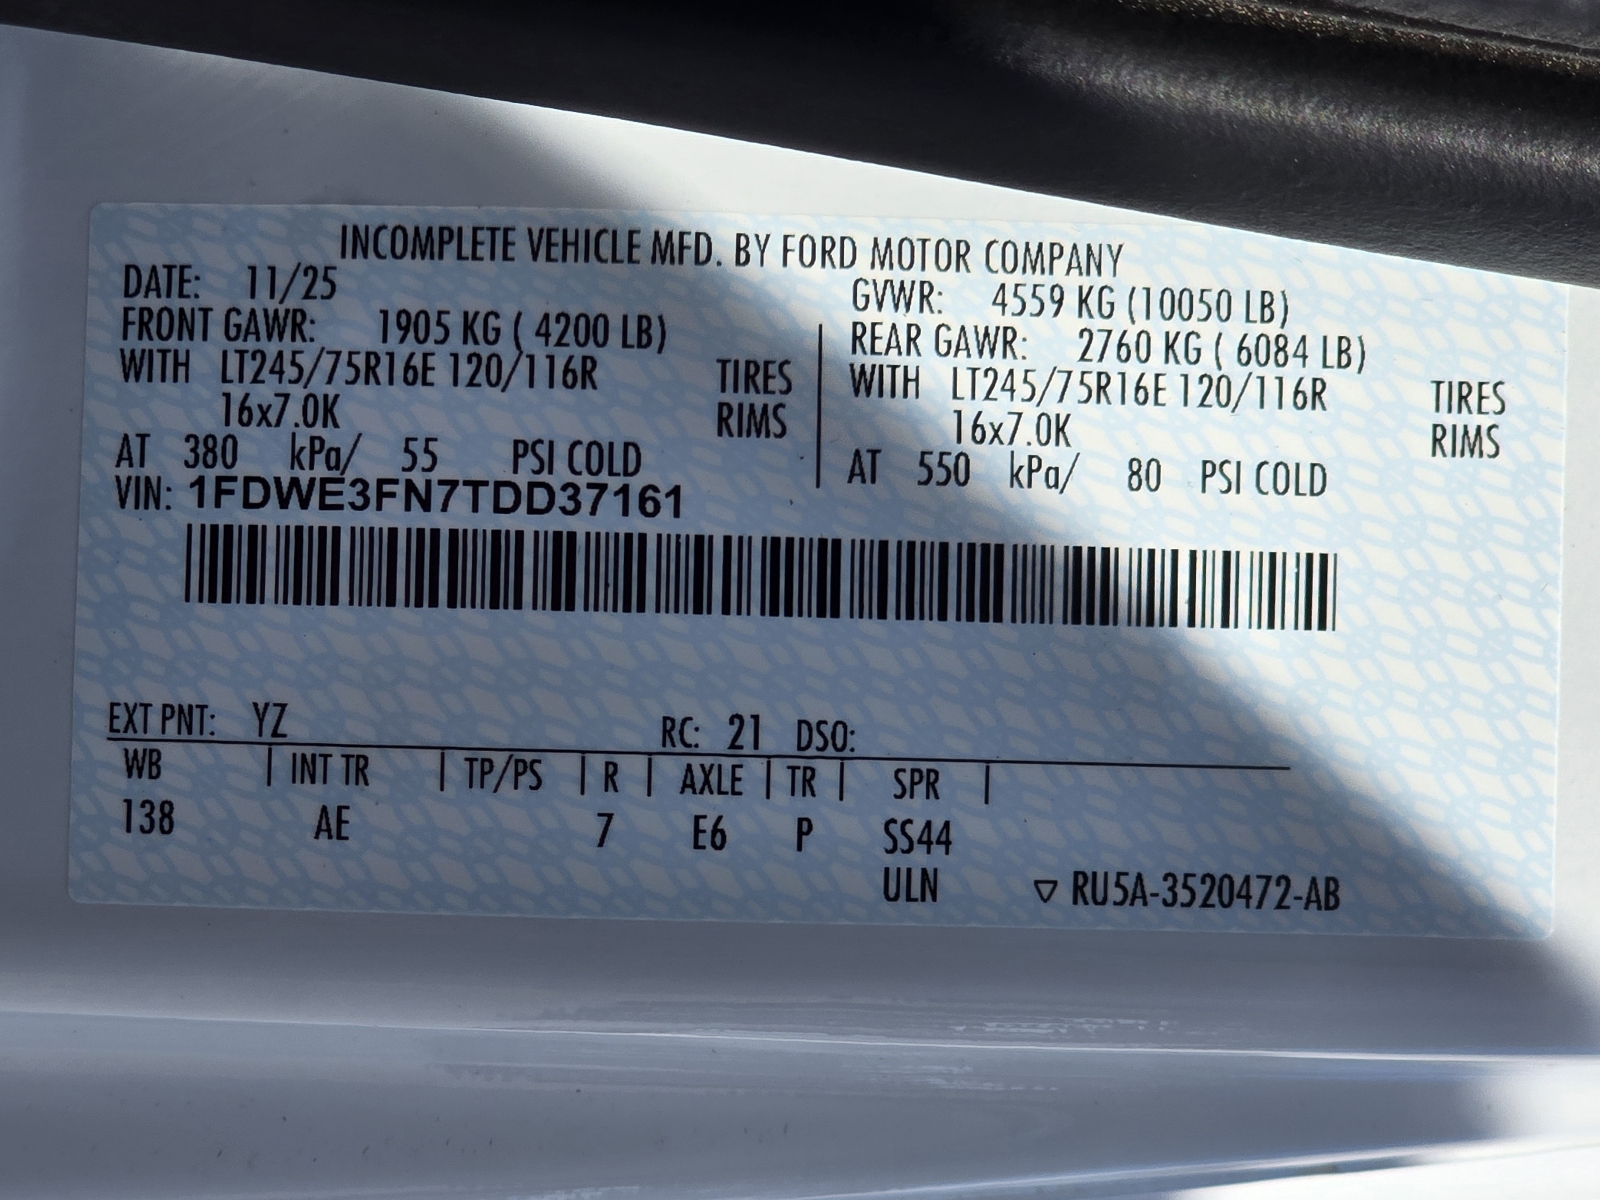 INCOMPLETE VEHICLE MFD. BY FORD MOTOR COMPANY
DATE: 11/25 GVWR: 4559 KG (10050 LB)
FRONT GAWR: 1905 KG ( 4200 LB) REAR GAWR: 2760 KG ( 6084 LB)
WITH LT245/75R16E 120/116R TIRES WITH LT245/75R16E 120/116R TIRES
16x7.0K RIMS 16x7.0K RIMS
AT 380 kPa/ 55 PSI COLD AT 550 kPa/ 80 PSI COLD
VIN: 1FDWE3FN7TDD37161
EXT PNT: YZ RC: 21 DSO:
WB | INT TR | TP/PS | R | AXLE | TR | SPR |
138 AE 7 E6 P SS44
ULN ▽ RU5A-3520472-AB